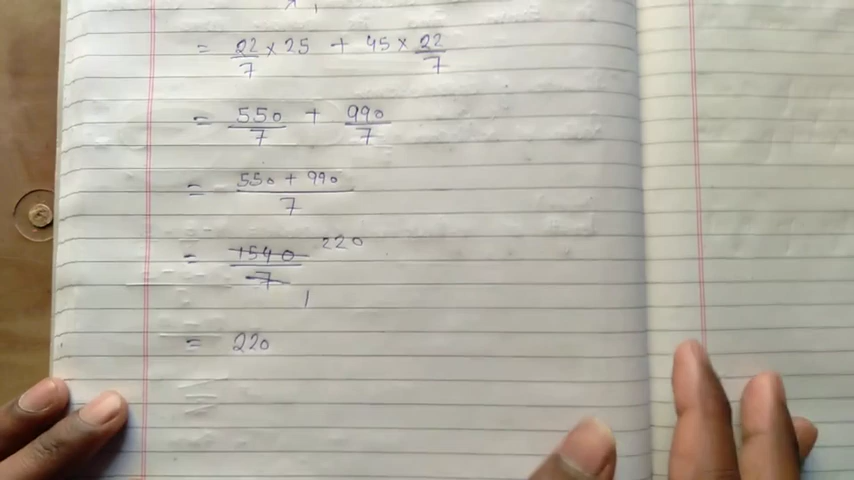 = 22/7 × 25 + 45 × 22/7
= 550/7 + 990/7
= 550 + 990/7
= 1540/7 220 1
= 220
=